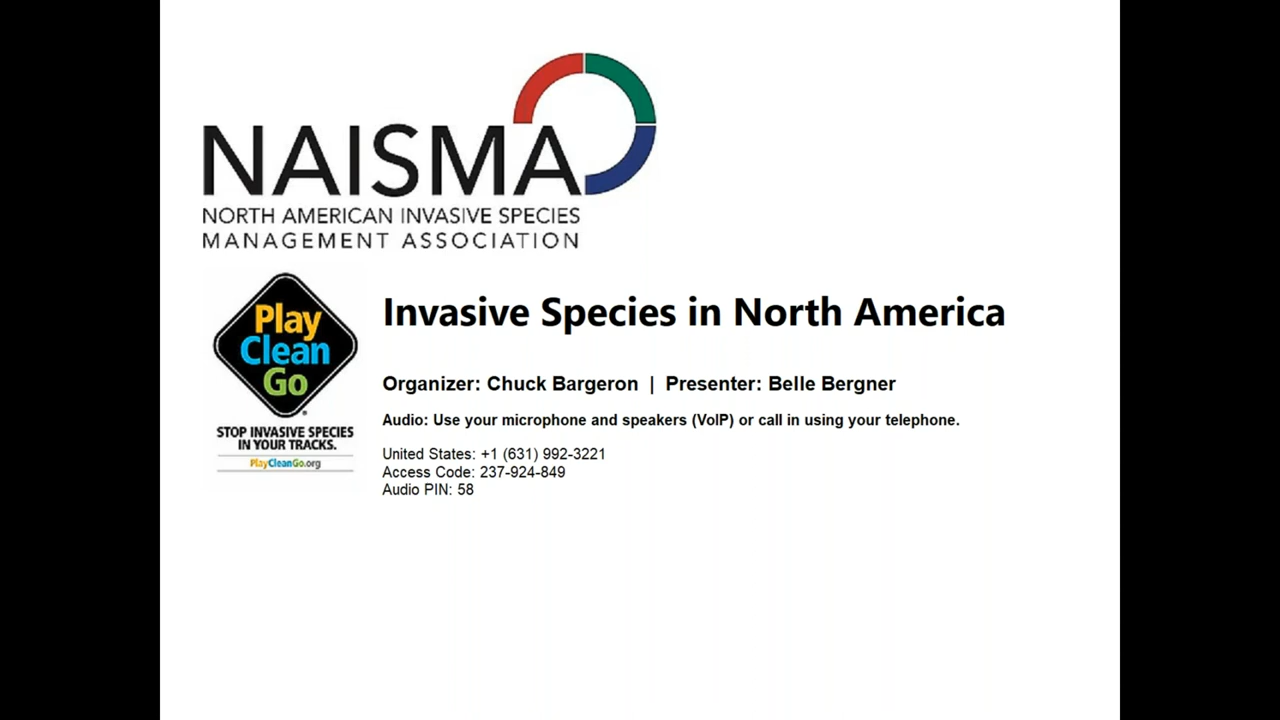 NAISMA
NORTH AMERICAN INVASIVE SPECIES
MANAGEMENT ASSOCIATION
Play
Clean
Go
STOP INVASIVE SPECIES
IN YOUR TRACKS.
PlayCleanGo.org
Invasive Species in North America
Organizer: Chuck Bargeron | Presenter: Belle Bergner
Audio: Use your microphone and speakers (VoIP) or call in using your telephone.
United States: +1 (631) 992-3221
Access Code: 237-924-849
Audio PIN: 58